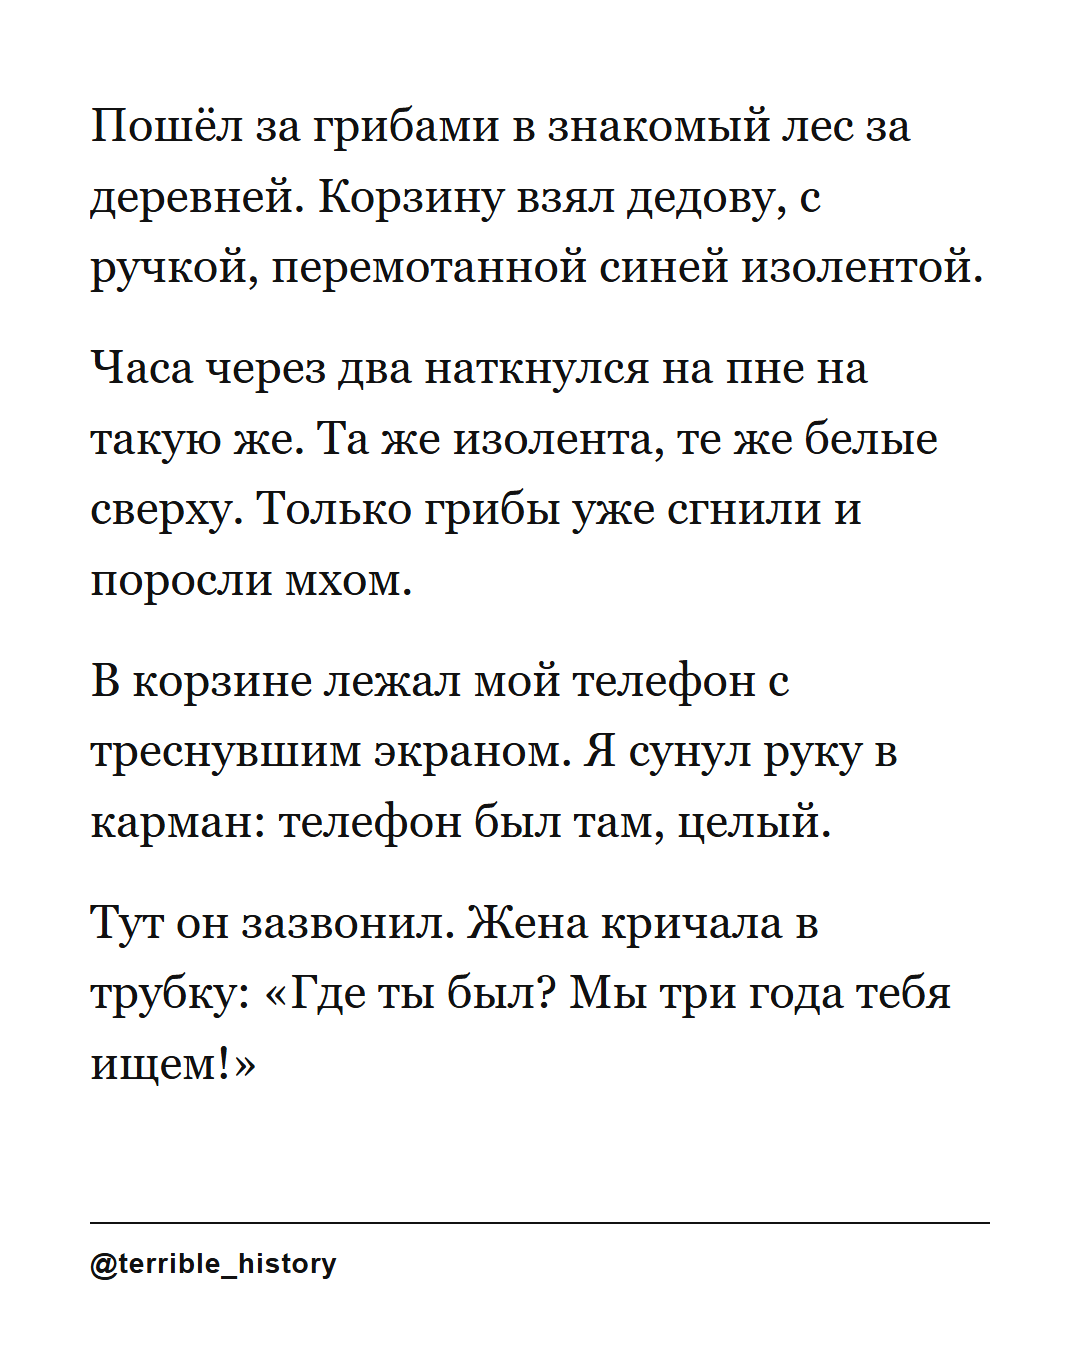 Пошёл за грибами в знакомый лес за
деревней. Корзину взял дедову, с
ручкой, перемотанной синей изолентой.
Часа через два наткнулся на пне на
такую же. Та же изолента, те же белые
сверху. Только грибы уже сгнили и
поросли мхом.
В корзине лежал мой телефон с
треснувшим экраном. Я сунул руку в
карман: телефон был там, целый.
Тут он зазвонил. Жена кричала в
трубку: «Где ты был? Мы три года тебя
ищем!»
@terrible_history